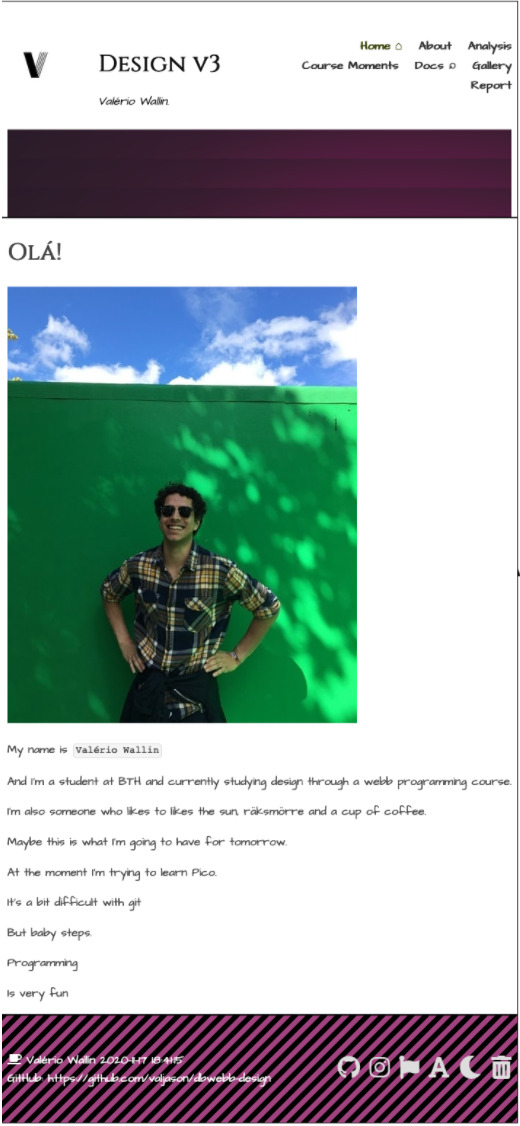 V
DESIGN V3
Valério Wallin.
Home About Analysis
Course Moments Docs Gallery
Report
OLÁ!
My name is Valério Wallin
And I'm a student at BTH and currently studying design through a webb programming course.
I'm also someone who likes to likes the sun, räksmörre and a cup of coffee.
Maybe this is what I'm going to have for tomorrow.
At the moment I'm trying to learn Pico.
It's a bit difficult with git
But baby steps.
Programming
Is very fun
Valério Wallin 2020-11-17 18:41:15
GitHub: https://github.com/valjason/dbwebb-design